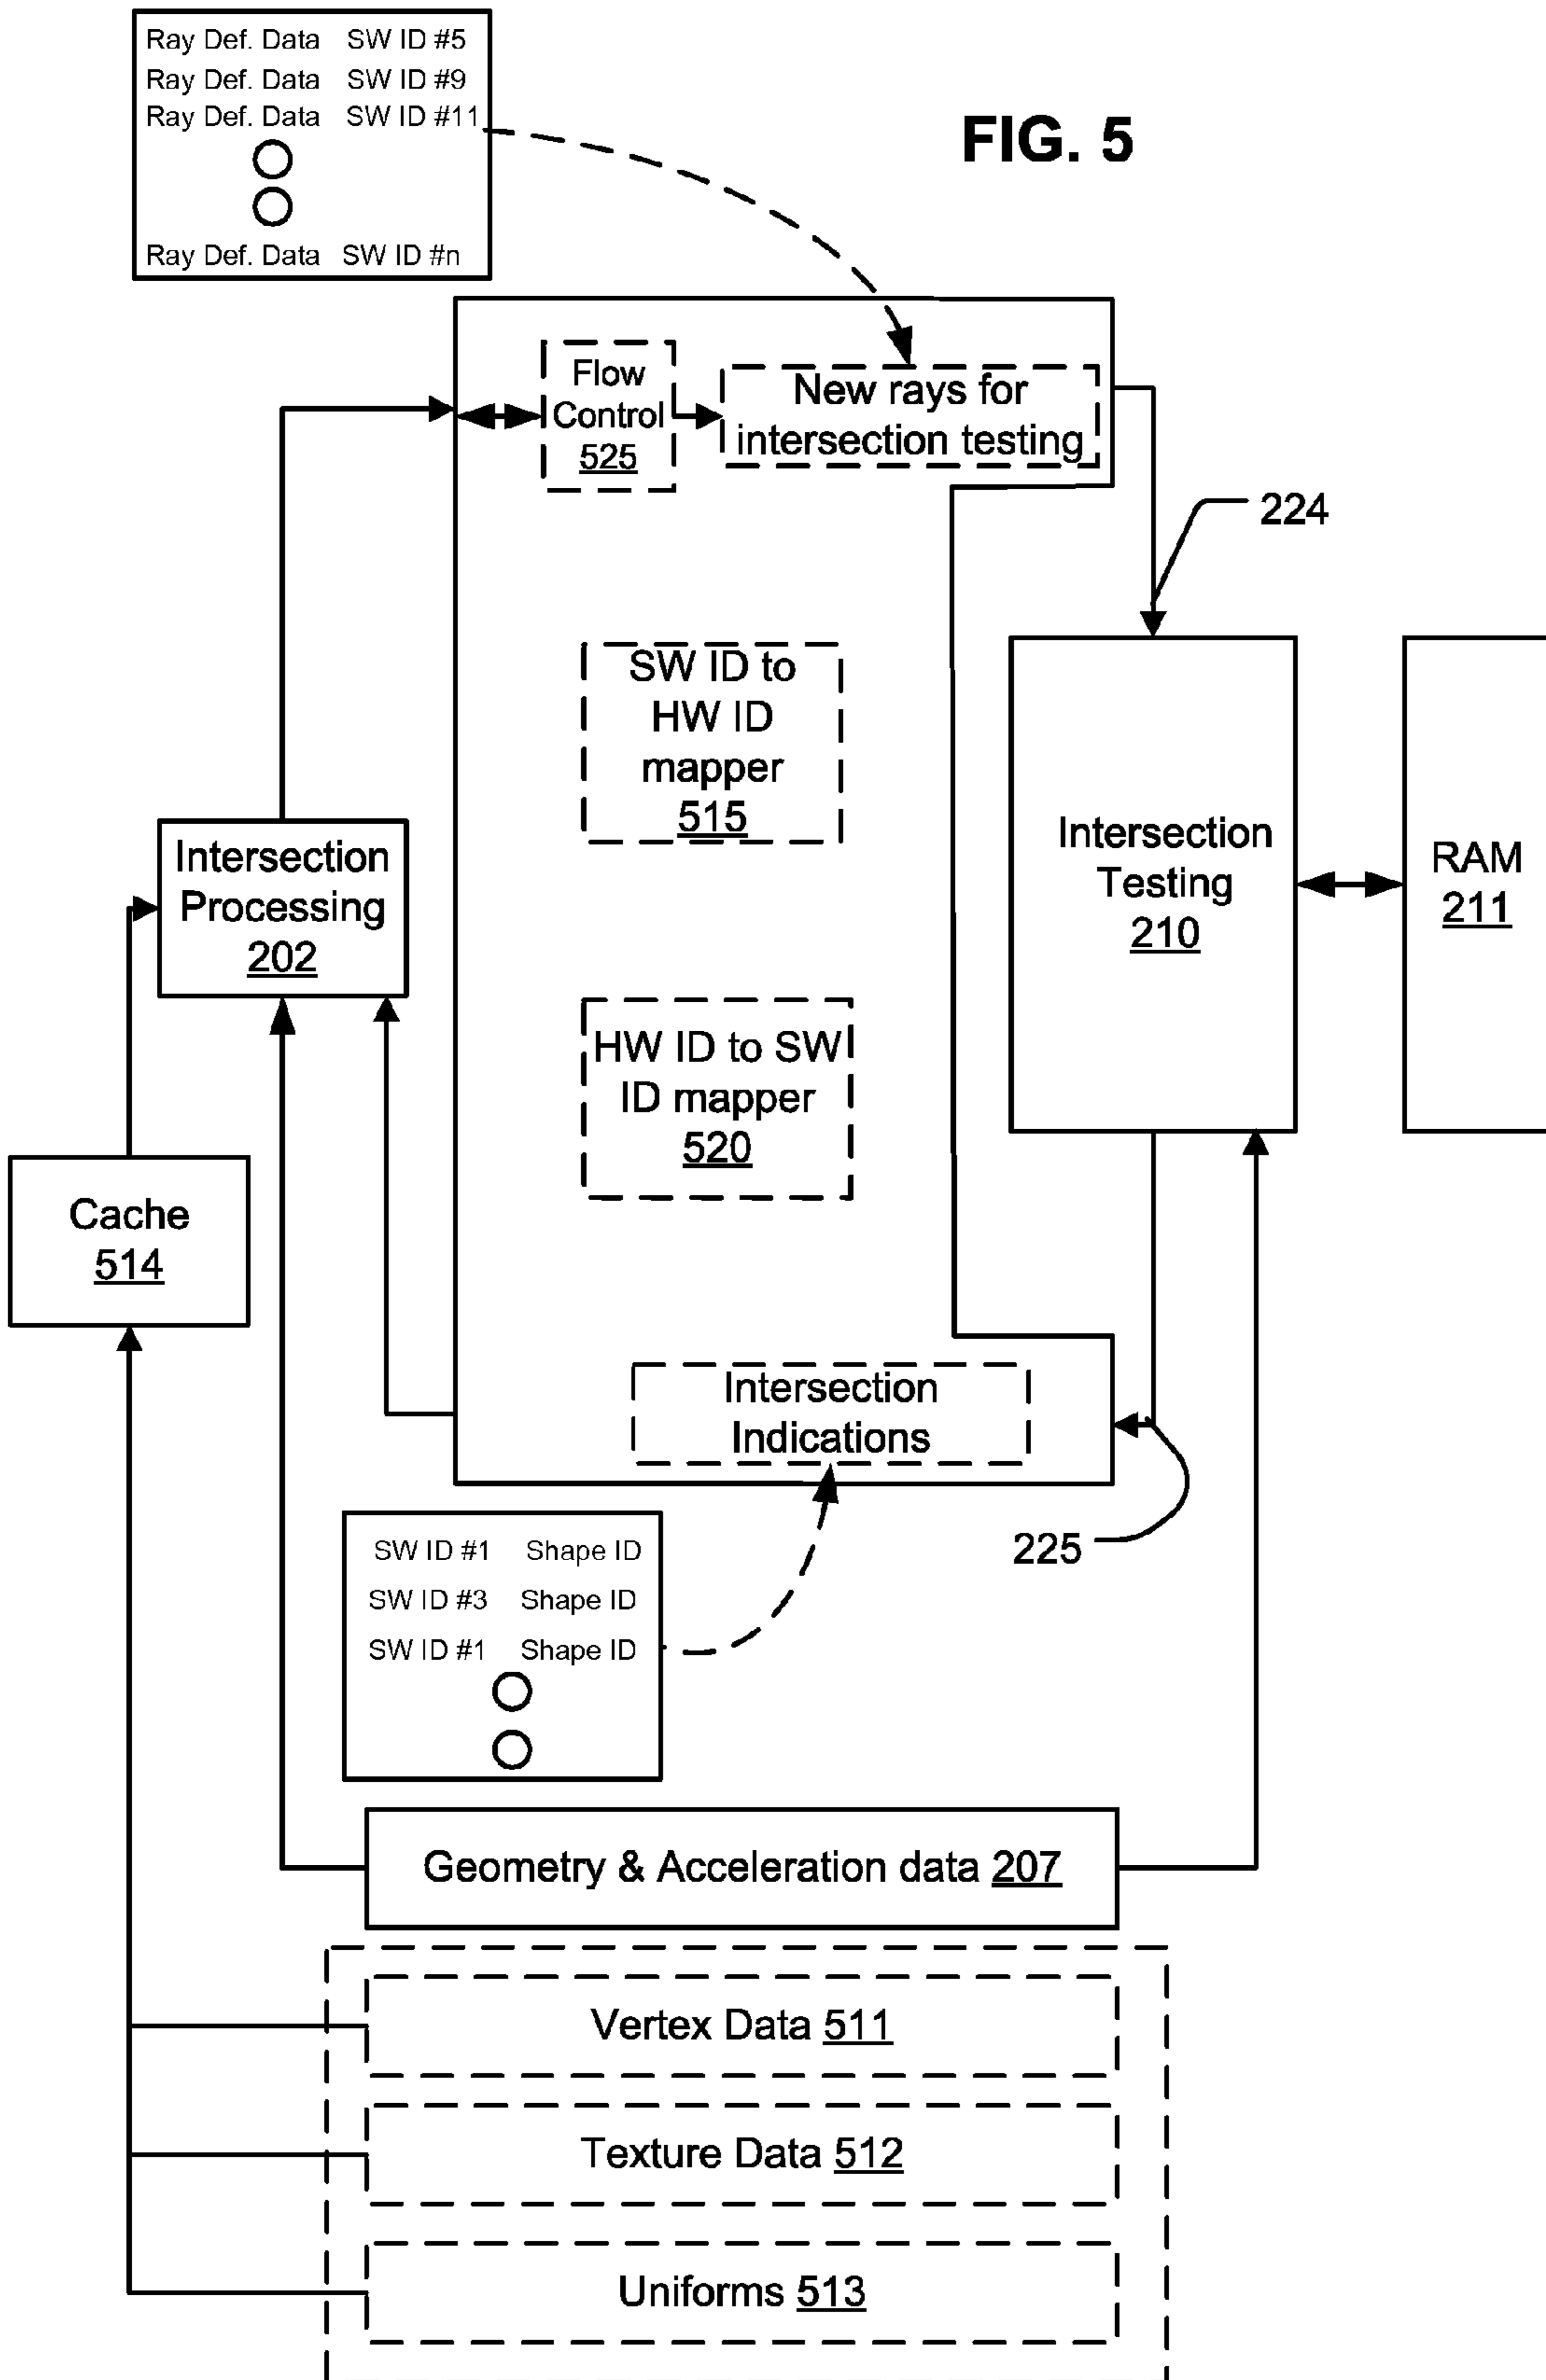 Ray Def. Data SW ID #5
Ray Def. Data SW ID #9
Ray Def. Data SW ID #11
Ray Def. Data SW ID #n
FIG. 5
Flow
Control
525
New rays for
intersection testing
224
SW ID to
HW ID
mapper
515
Intersection
Processing
202
Intersection
Testing
210
RAM
211
HW ID to SW
ID mapper
520
Cache
514
Intersection
Indications
225
SW ID #1 Shape ID
SW ID #3 Shape ID
SW ID #1 Shape ID
Geometry & Acceleration data 207
Vertex Data 511
Texture Data 512
Uniforms 513